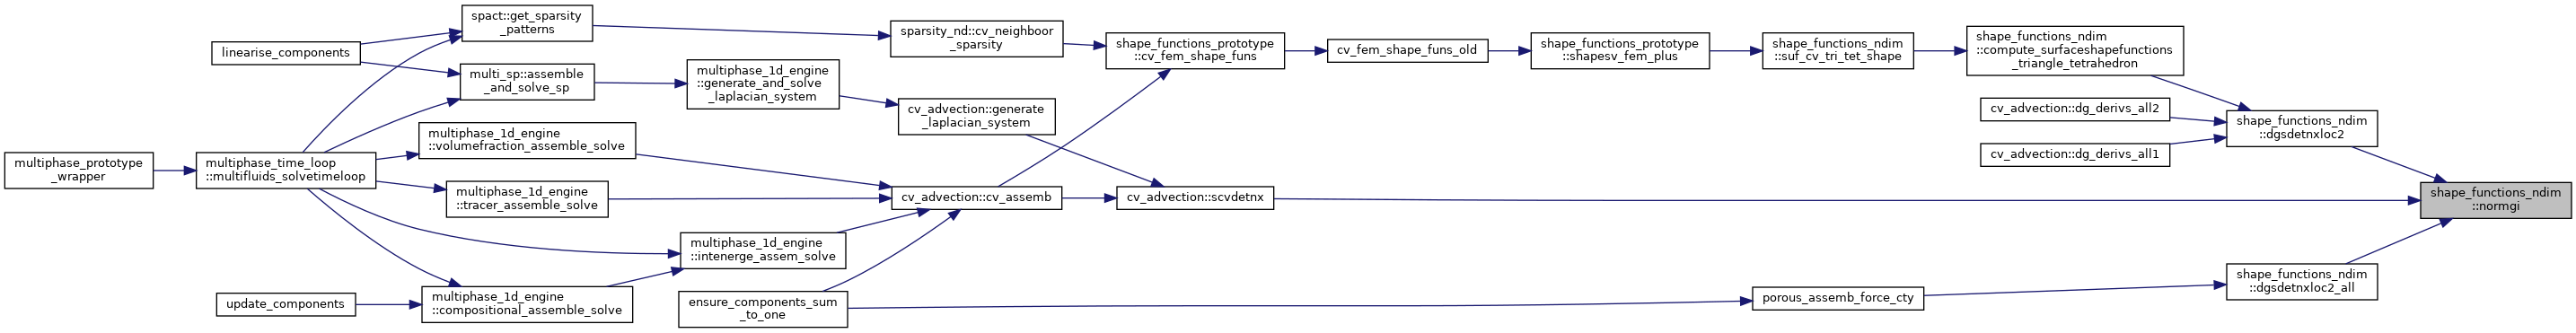 multiphase_prototype
_wrapper
multiphase_time_loop
::multifluids_solvetimeloop
linearise_components
spact::get_sparsity
_patterns
multi_sp::assemble
_and_solve_sp
multiphase_1d_engine
::volumefraction_assemble_solve
multiphase_1d_engine
::tracer_assemble_solve
update_components
multiphase_1d_engine
::compositional_assemble_solve
multiphase_1d_engine
::generate_and_solve
_laplacian_system
multiphase_1d_engine
::intenerge_assem_solve
ensure_components_sum
_to_one
sparsity_nd::cv_neighboor
_sparsity
cv_advection::generate
_laplacian_system
cv_advection::cv_assemb
shape_functions_prototype
::cv_fem_shape_funs
cv_advection::scvdetnx
cv_fem_shape_funs_old
shape_functions_prototype
::shapesv_fem_plus
shape_functions_ndim
::suf_cv_tri_tet_shape
porous_assemb_force_cty
shape_functions_ndim
::compute_surfaceshapefunctions
_triangle_tetrahedron
cv_advection::dg_derivs_all2
cv_advection::dg_derivs_all1
shape_functions_ndim
::dgsdetnxloc2
shape_functions_ndim
::dgsdetnxloc2_all
shape_functions_ndim
::normgi